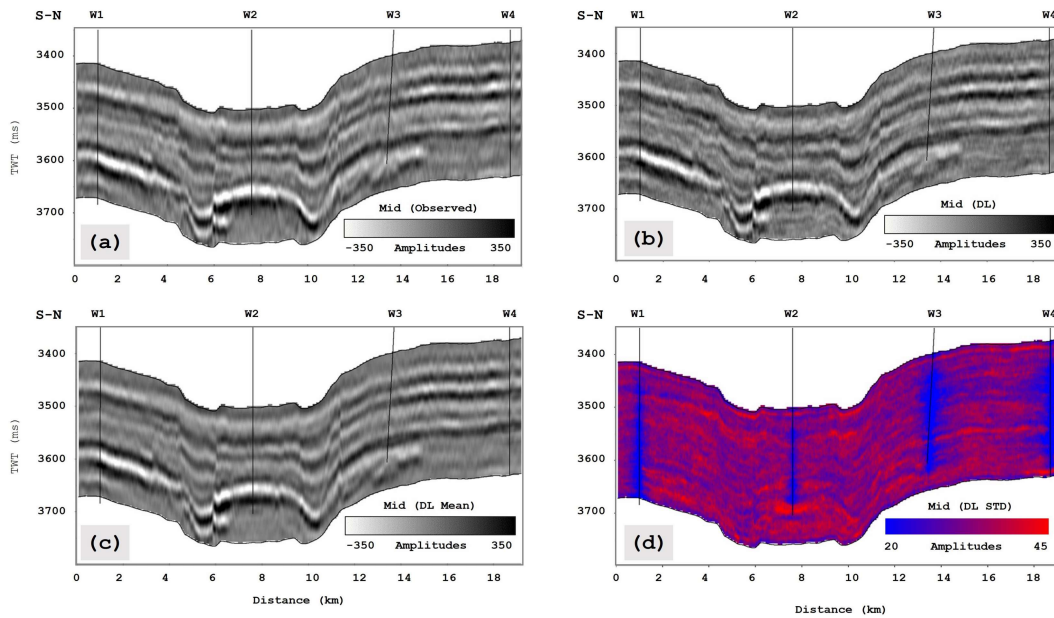 S-N W1 W2 W3 W4
3400
3500
TWT (ms)
3600
3700
Mid (Observed)
-350 Amplitudes 350
(a)
0 2 4 6 8 10 12 14 16 18
S-N W1 W2 W3 W4
3400
3500
3600
3700
Mid (DL)
-350 Amplitudes 350
(b)
0 2 4 6 8 10 12 14 16 18
S-N W1 W2 W3 W4
3400
3500
TWT (ms)
3600
3700
Mid (DL Mean)
-350 Amplitudes 350
(c)
0 2 4 6 8 10 12 14 16 18
Distance (km)
S-N W1 W2 W3 W4
3400
3500
3600
3700
Mid (DL STD)
20 Amplitudes 45
(d)
0 2 4 6 8 10 12 14 16 18
Distance (km)